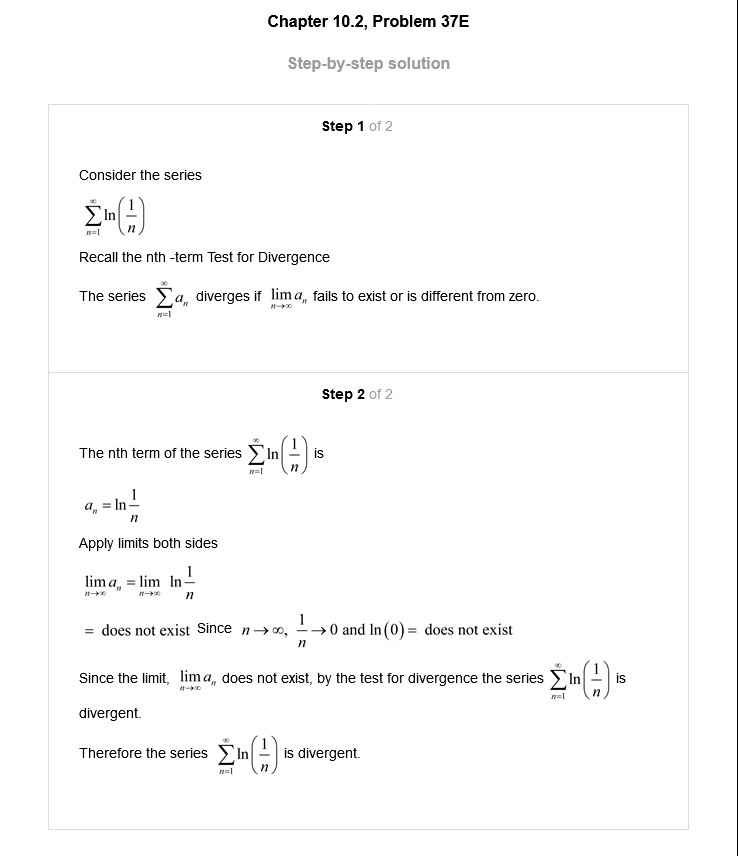 Chapter 10.2, Problem 37E
Step-by-step solution
Step 1 of 2
Consider the series
$\sum_{n=1}^{\infty} \ln\left(\frac{1}{n}\right)$
Recall the nth -term Test for Divergence
The series $\sum_{n=1}^{\infty} a_n$ diverges if $\lim_{n \to \infty} a_n$ fails to exist or is different from zero.
Step 2 of 2
The nth term of the series $\sum_{n=1}^{\infty} \ln\left(\frac{1}{n}\right)$ is
$a_n = \ln \frac{1}{n}$
Apply limits both sides
$\lim_{n \to \infty} a_n = \lim_{n \to \infty} \ln \frac{1}{n}$
= does not exist Since $n \to \infty, \frac{1}{n} \to 0$ and $\ln(0) =$ does not exist
Since the limit, $\lim_{n \to \infty} a_n$ does not exist, by the test for divergence the series $\sum_{n=1}^{\infty} \ln\left(\frac{1}{n}\right)$ is
divergent.
Therefore the series $\sum_{n=1}^{\infty} \ln\left(\frac{1}{n}\right)$ is divergent.